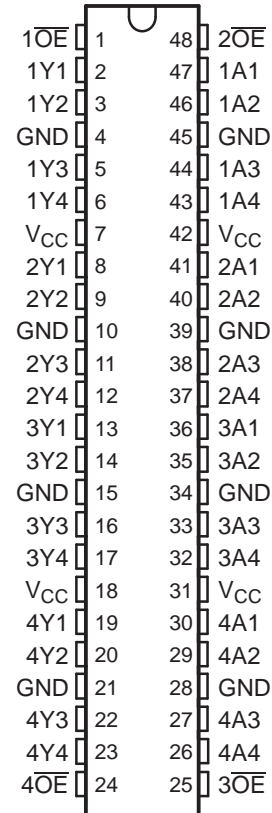 1O̅E̅ 1 48 2O̅E̅
1Y1 2 47 1A1
1Y2 3 46 1A2
GND 4 45 GND
1Y3 5 44 1A3
1Y4 6 43 1A4
VCC 7 42 VCC
2Y1 8 41 2A1
2Y2 9 40 2A2
GND 10 39 GND
2Y3 11 38 2A3
2Y4 12 37 2A4
3Y1 13 36 3A1
3Y2 14 35 3A2
GND 15 34 GND
3Y3 16 33 3A3
3Y4 17 32 3A4
VCC 18 31 VCC
4Y1 19 30 4A1
4Y2 20 29 4A2
GND 21 28 GND
4Y3 22 27 4A3
4Y4 23 26 4A4
4O̅E̅ 24 25 3O̅E̅